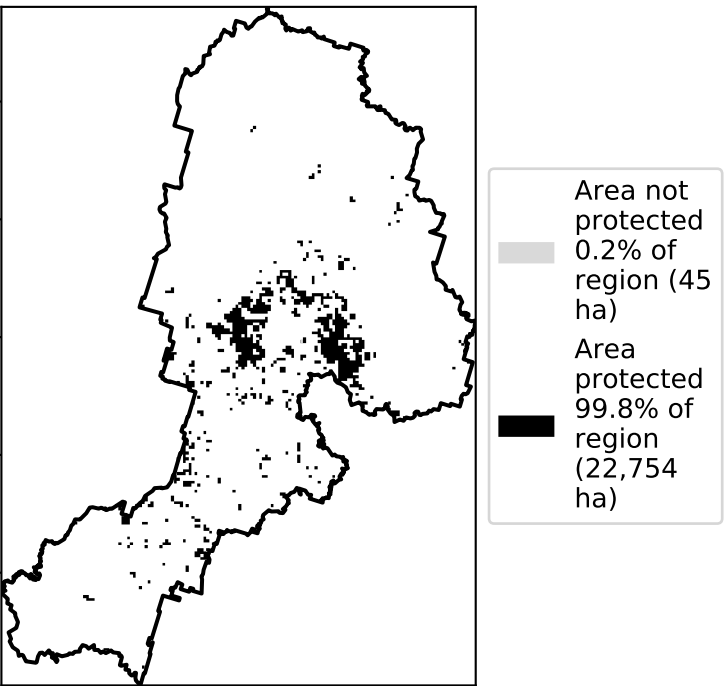 Area not
protected
0.2% of
region (45
ha)
Area
protected
99.8% of
region
(22,754
ha)